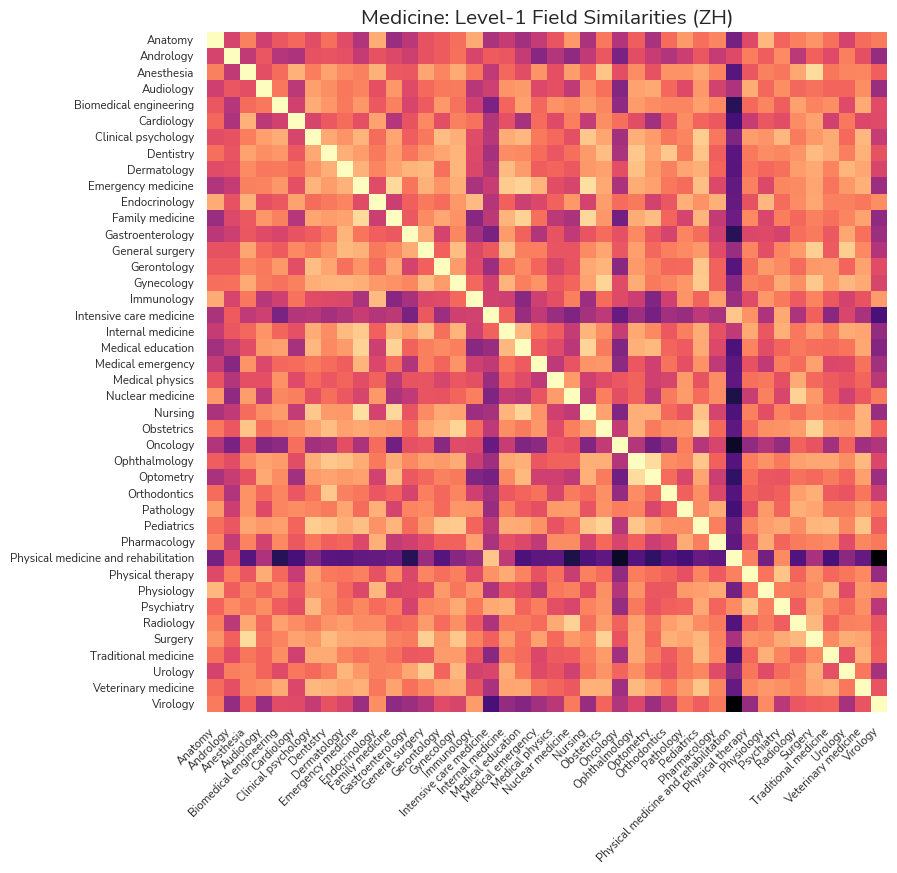 Medicine: Level-1 Field Similarities (ZH)
Anatomy
Andrology
Anesthesia
Audiology
Biomedical engineering
Cardiology
Clinical psychology
Dentistry
Dermatology
Emergency medicine
Endocrinology
Family medicine
Gastroenterology
General surgery
Gerontology
Gynecology
Immunology
Intensive care medicine
Internal medicine
Medical education
Medical emergency
Medical physics
Nuclear medicine
Nursing
Obstetrics
Oncology
Ophthalmology
Optometry
Orthodontics
Pathology
Pediatrics
Pharmacology
Physical medicine and rehabilitation
Physical therapy
Physiology
Psychiatry
Radiology
Surgery
Traditional medicine
Urology
Veterinary medicine
Virology
Anatomy
Andrology
Anesthesia
Audiology
Biomedical engineering
Cardiology
Clinical psychology
Dentistry
Dermatology
Emergency medicine
Endocrinology
Family medicine
Gastroenterology
General surgery
Gerontology
Gynecology
Immunology
Intensive care medicine
Internal medicine
Medical education
Medical emergency
Medical physics
Nuclear medicine
Nursing
Obstetrics
Oncology
Ophthalmology
Optometry
Orthodontics
Pathology
Pediatrics
Pharmacology
Physical medicine and rehabilitation
Physical therapy
Physiology
Psychiatry
Radiology
Surgery
Traditional medicine
Urology
Veterinary medicine
Virology